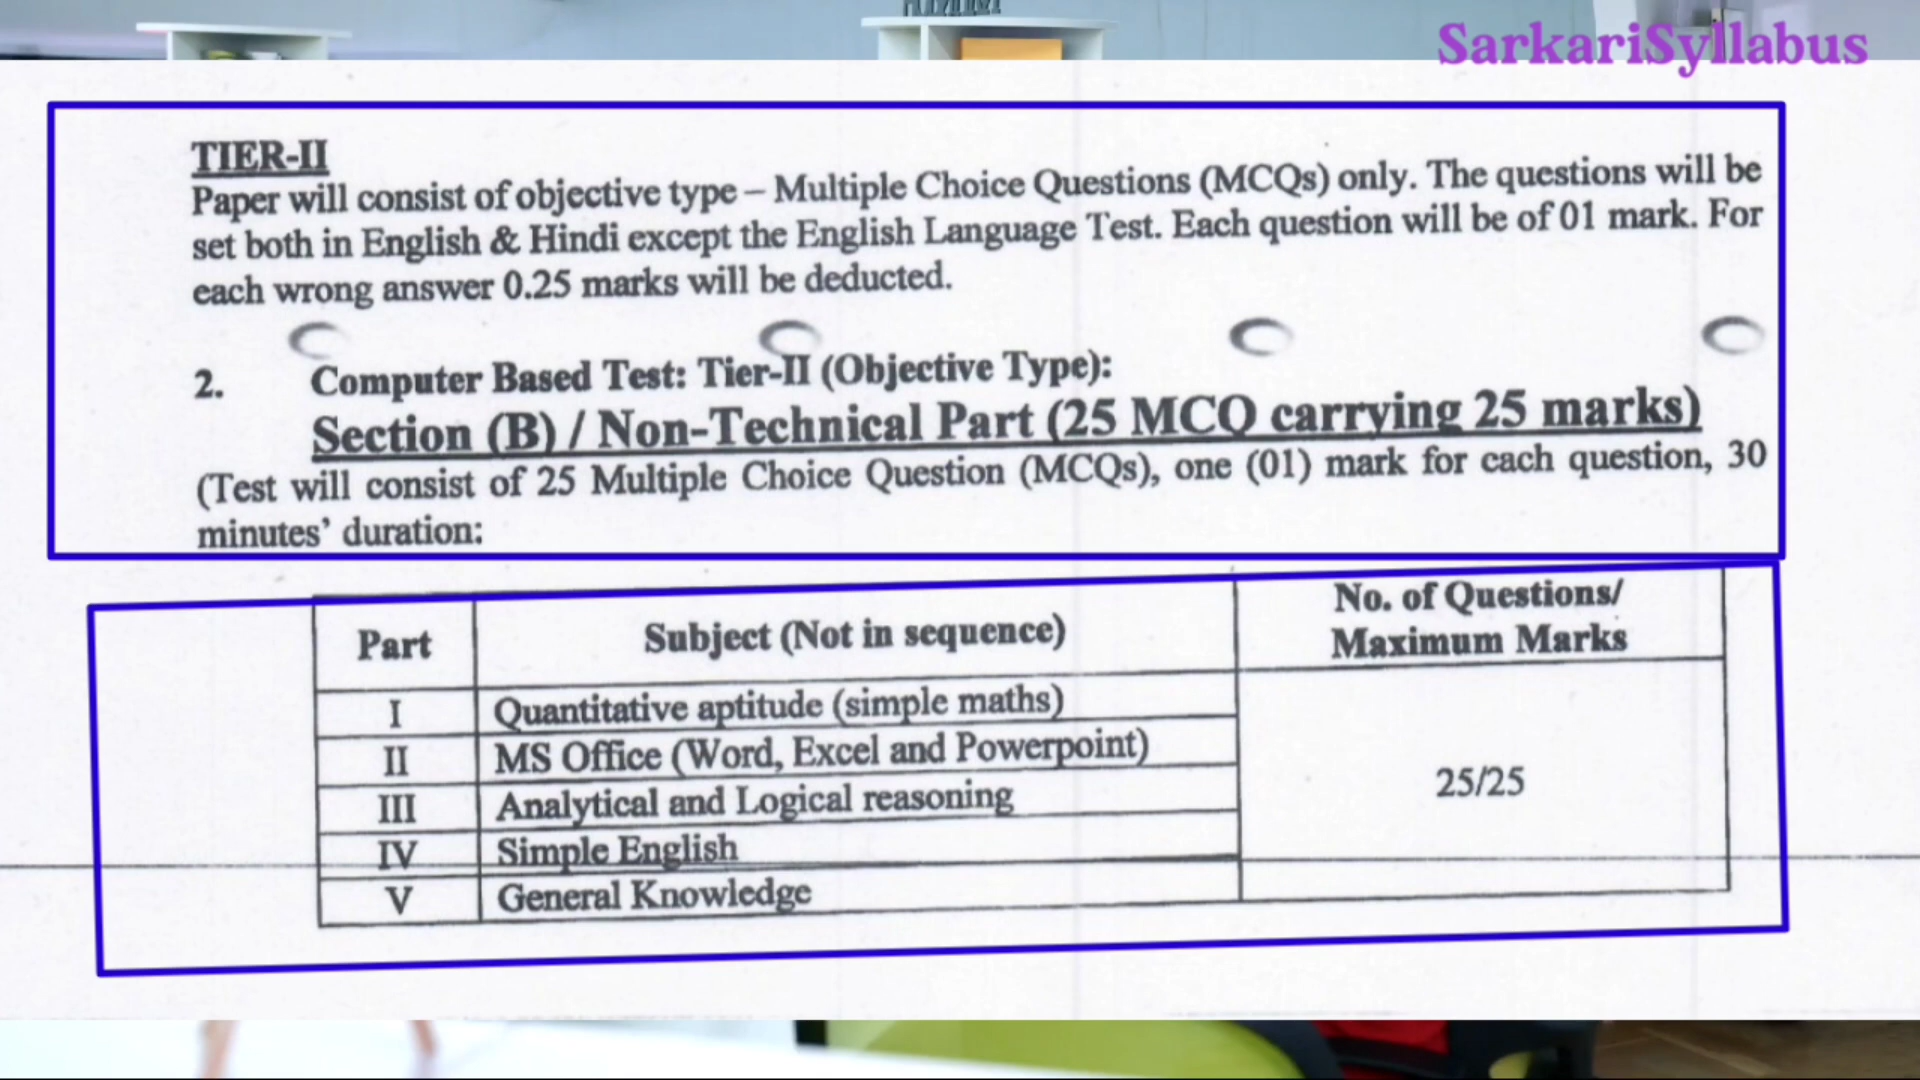 SarkariSyllabus
TIER-II
Paper will consist of objective type – Multiple Choice Questions (MCQs) only. The questions will be
set both in English & Hindi except the English Language Test. Each question will be of 01 mark. For
each wrong answer 0.25 marks will be deducted.
2. Computer Based Test: Tier-II (Objective Type):
Section (B) / Non-Technical Part (25 MCQ carrying 25 marks)
(Test will consist of 25 Multiple Choice Question (MCQs), one (01) mark for each question, 30
minutes’ duration:
Part Subject (Not in sequence) No. of Questions/
Maximum Marks
I Quantitative aptitude (simple maths)
II MS Office (Word, Excel and Powerpoint)
III Analytical and Logical reasoning
25/25
IV Simple English
V General Knowledge